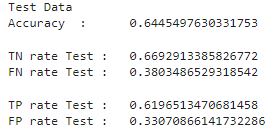 Test Data
Accuracy  :      0.6445497630331753
TN rate Test :   0.6692913385826772
FN rate Test :   0.3803486529318542
TP rate Test :   0.6196513470681458
FP rate Test :   0.33070866141732286